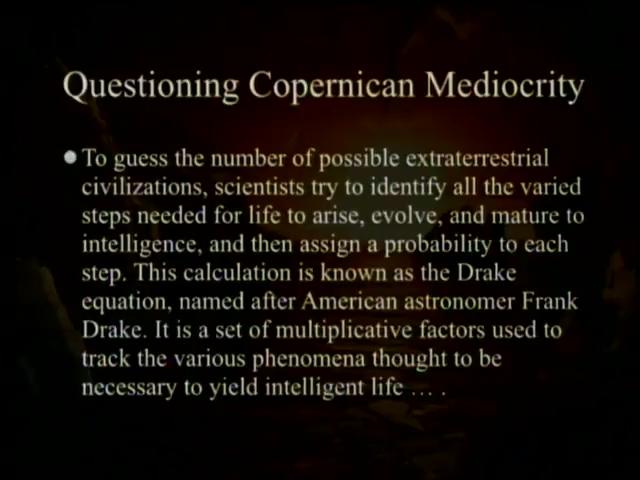 Questioning Copernican Mediocrity
To guess the number of possible extraterrestrial
civilizations, scientists try to identify all the varied
steps needed for life to arise, evolve, and mature to
intelligence, and then assign a probability to each
step. This calculation is known as the Drake
equation, named after American astronomer Frank
Drake. It is a set of multiplicative factors used to
track the various phenomena thought to be
necessary to yield intelligent life … .